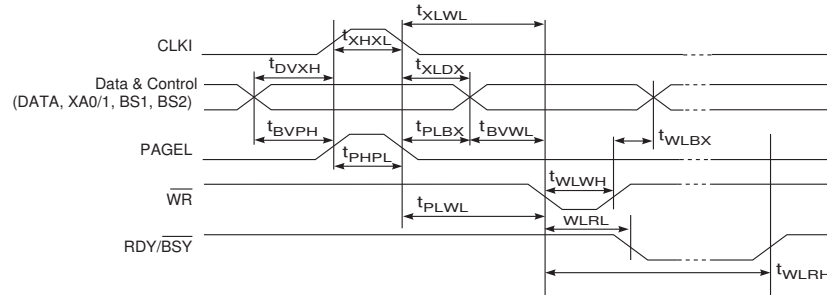 tXLWL
CLKI
tXHXL
tDVXH
tXLDX
Data & Control
(DATA, XA0/1, BS1, BS2)
tBVPH
tPLBX
tBVWL
tWLBX
PAGEL
tPHPL
tWLWH
WR
tPLWL
WLRL
RDY/BSY
tWLRH